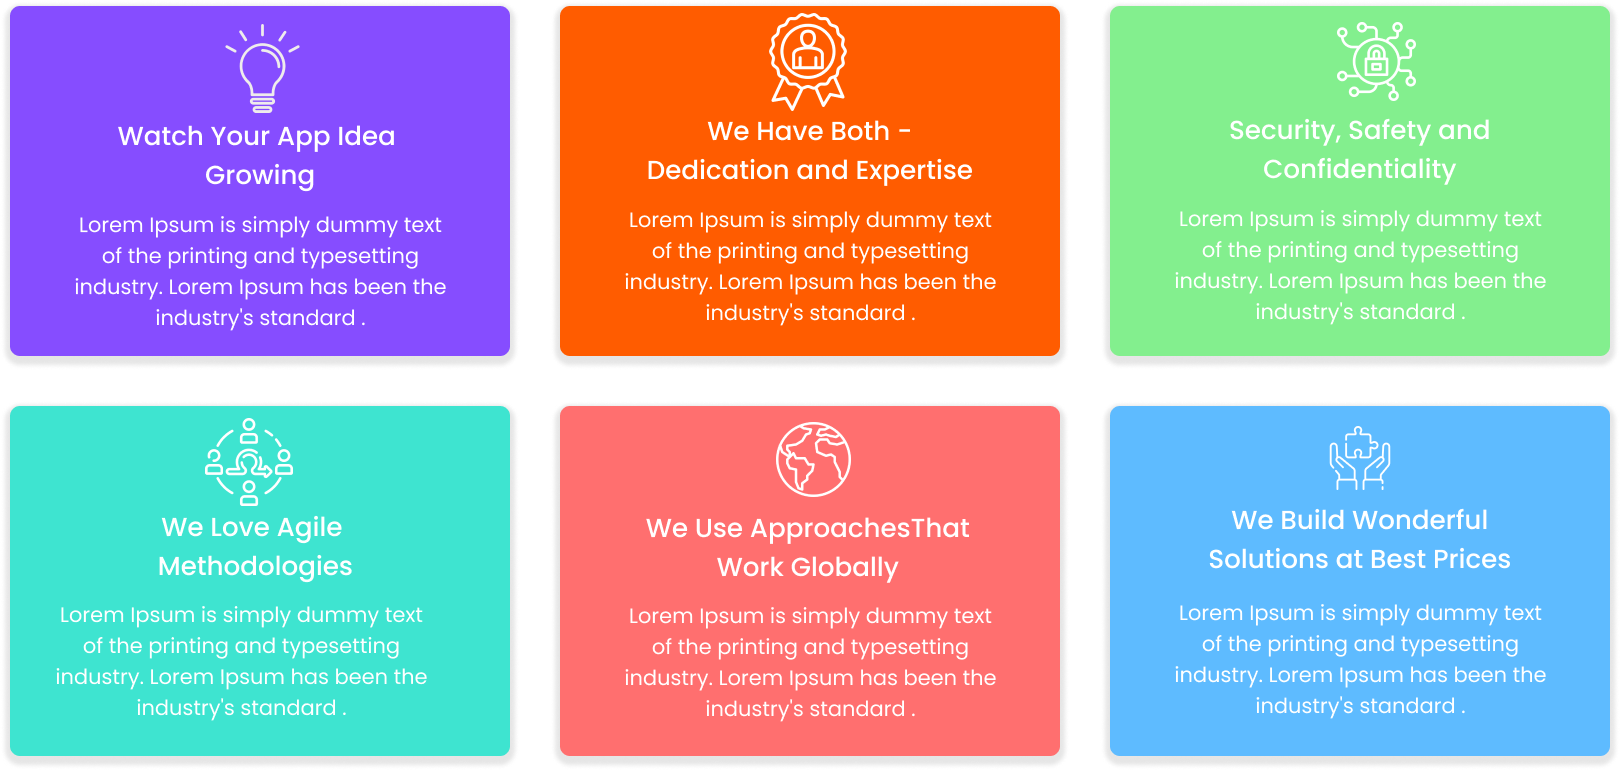 Watch Your App Idea
Growing
Lorem Ipsum is simply dummy text
of the printing and typesetting
industry. Lorem Ipsum has been the
industry's standard .
We Have Both -
Dedication and Expertise
Lorem Ipsum is simply dummy text
of the printing and typesetting
industry. Lorem Ipsum has been the
industry's standard .
Security, Safety and
Confidentiality
Lorem Ipsum is simply dummy text
of the printing and typesetting
industry. Lorem Ipsum has been the
industry's standard .
We Love Agile
Methodologies
Lorem Ipsum is simply dummy text
of the printing and typesetting
industry. Lorem Ipsum has been the
industry's standard .
We Use ApproachesThat
Work Globally
Lorem Ipsum is simply dummy text
of the printing and typesetting
industry. Lorem Ipsum has been the
industry's standard .
We Build Wonderful
Solutions at Best Prices
Lorem Ipsum is simply dummy text
of the printing and typesetting
industry. Lorem Ipsum has been the
industry's standard .